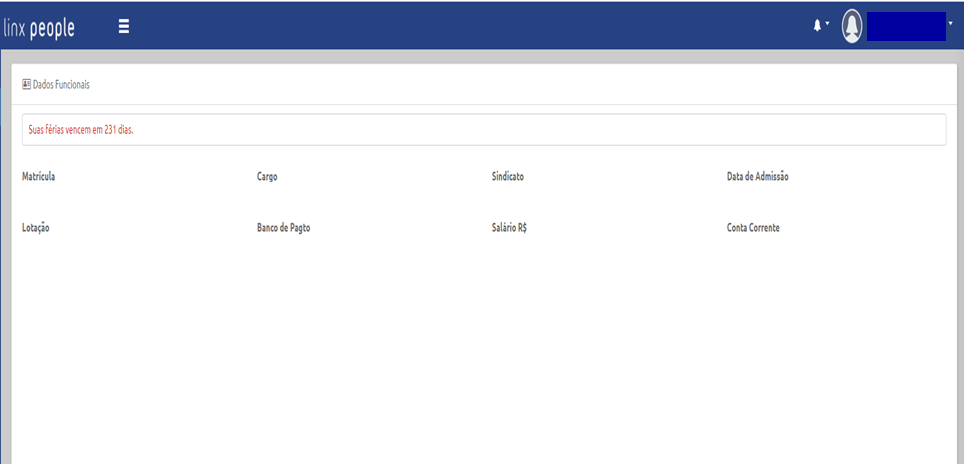 linx people
Dados Funcionais
Suas férias vencem em 231 dias.
Matricula Cargo Sindicato Data de Admissão
Lotação Banco de Pagto Salário R$ Conta Corrente